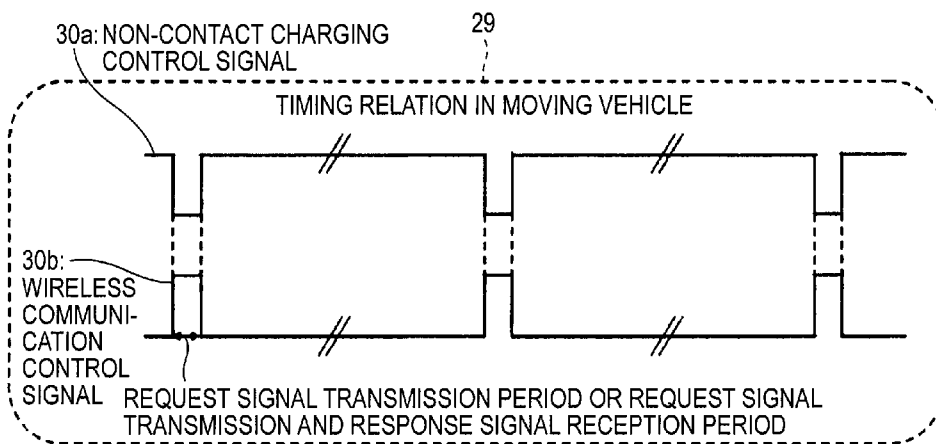 29
30a: NON-CONTACT CHARGING
CONTROL SIGNAL
TIMING RELATION IN MOVING VEHICLE
30b:
WIRELESS
COMMUNI-
CATION
CONTROL
SIGNAL
REQUEST SIGNAL TRANSMISSION PERIOD OR REQUEST SIGNAL
TRANSMISSION AND RESPONSE SIGNAL RECEPTION PERIOD